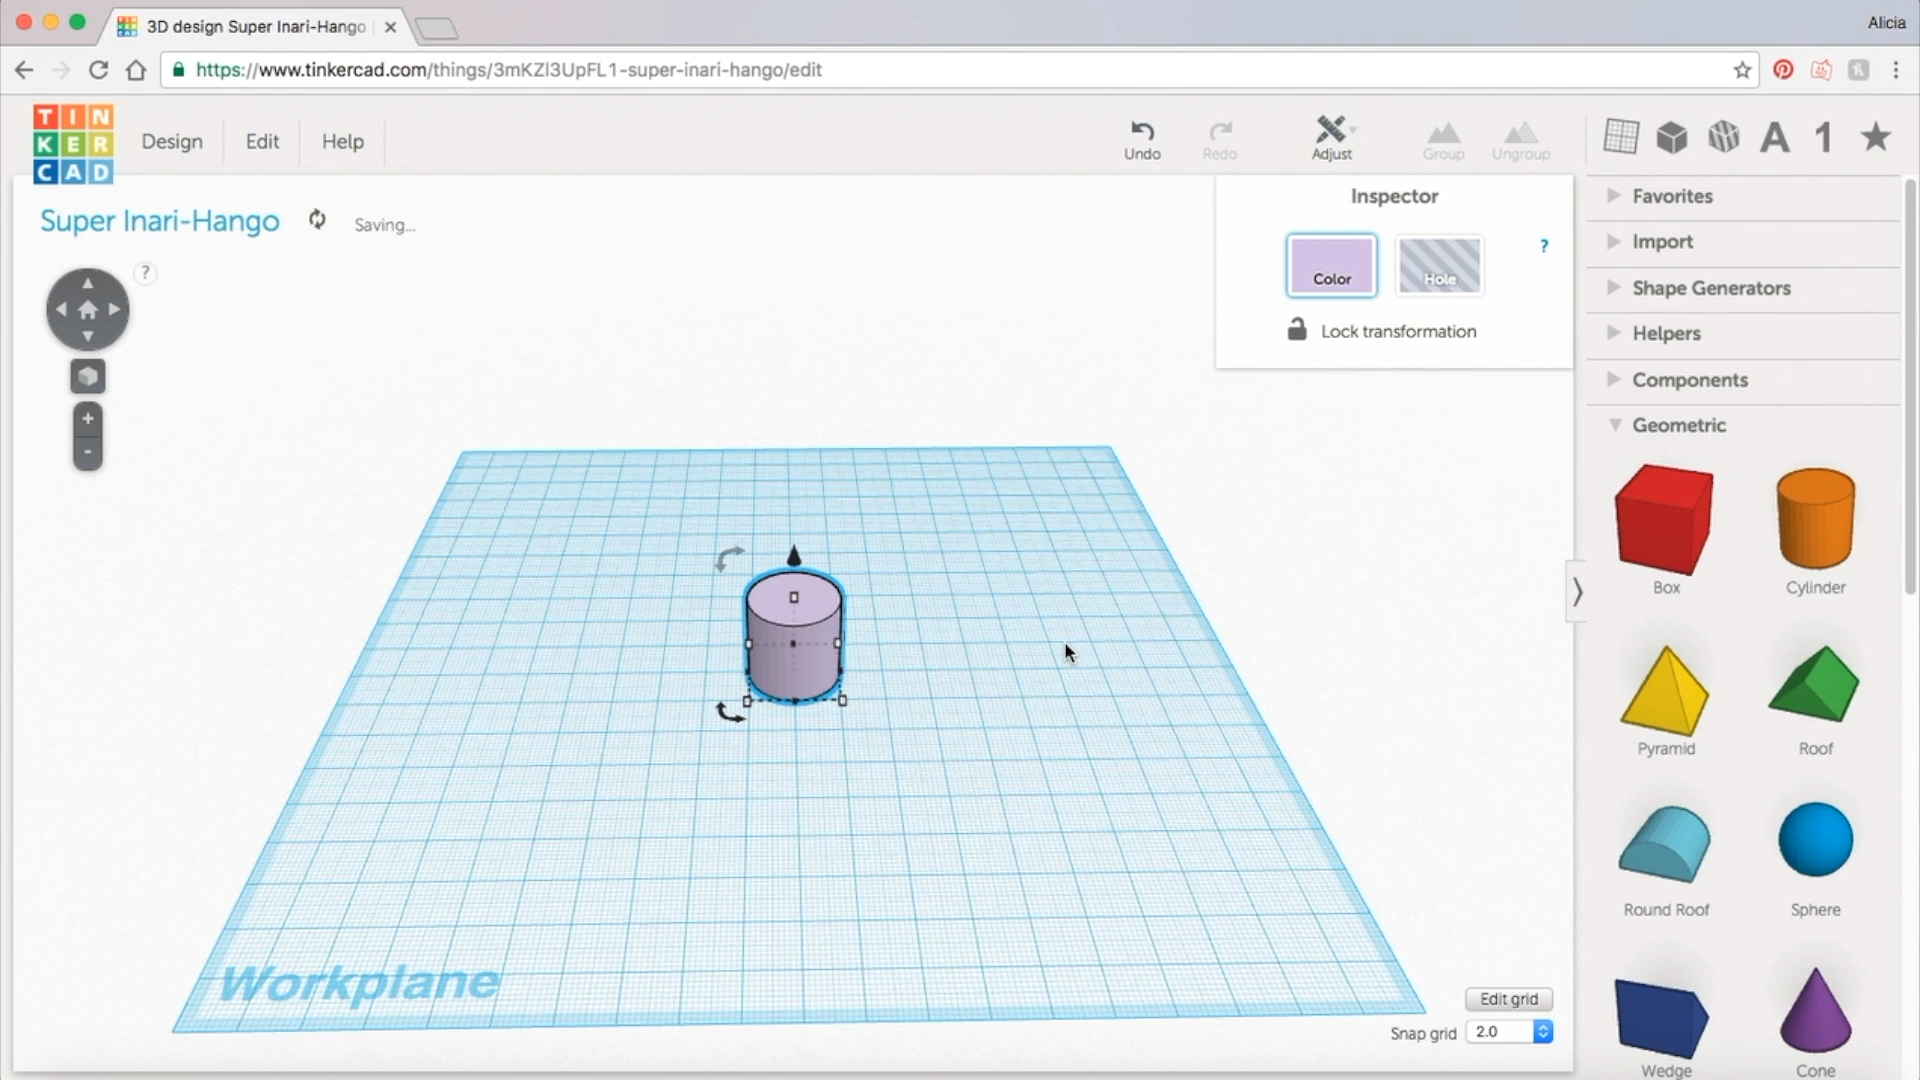 3D design Super Inari-Hango
Alicia
https://www.tinkercad.com/things/3mKZl3UpFL1-super-inari-hango/edit
TIN
KER
CAD
Design
Edit
Help
Undo
Redo
Adjust
Group
Ungroup
A
1
Super Inari-Hango
Saving...
?
Inspector
Color
Hole
?
Lock transformation
+
-
Favorites
Import
Shape Generators
Helpers
Components
Geometric
Box
Cylinder
Pyramid
Roof
Round Roof
Sphere
Wedge
Cone
Workplane
Edit grid
Snap grid
2.0